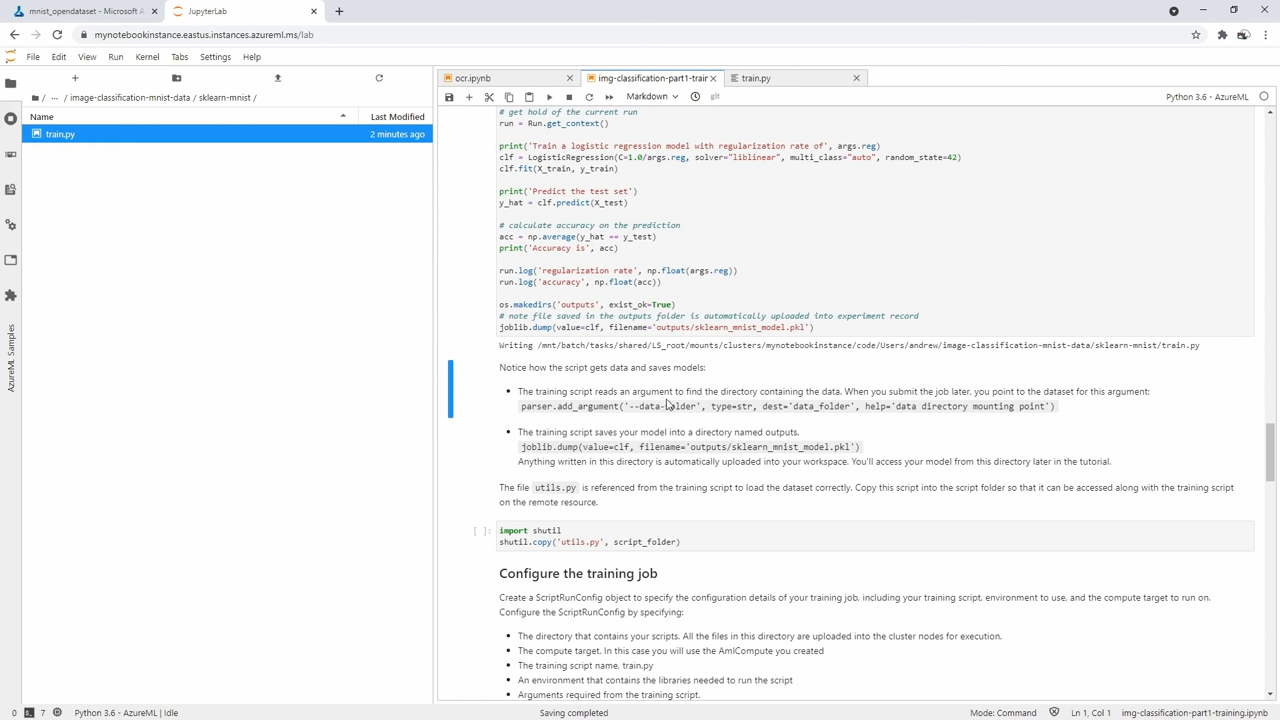 mnist_opendataset - Microsoft A
JupyterLab
mynotebookinstance.eastus.instances.azureml.ms/lab
File Edit View Run Kernel Tabs Settings Help
ocr.ipynb
img-classification-part1-trair
train.py
Markdown
git
Python 3.6 - AzureML
/ ... / image-classification-mnist-data / sklearn-mnist /
Name Last Modified
train.py 2 minutes ago
AzureML Samples
# get hold of the current run
run = Run.get_context()
print('Train a logistic regression model with regularization rate of', args.reg)
clf = LogisticRegression(C=1.0/args.reg, solver="liblinear", multi_class="auto", random_state=42)
clf.fit(X_train, y_train)
print('Predict the test set')
y_hat = clf.predict(X_test)
# calculate accuracy on the prediction
acc = np.average(y_hat == y_test)
print('Accuracy is', acc)
run.log('regularization rate', np.float(args.reg))
run.log('accuracy', np.float(acc))
os.makedirs('outputs', exist_ok=True)
# note file saved in the outputs folder is automatically uploaded into experiment record
joblib.dump(value=clf, filename='outputs/sklearn_mnist_model.pkl')
Writing /mnt/batch/tasks/shared/LS_root/mounts/clusters/mynotebookinstance/code/Users/andrew/image-classification-mnist-data/sklearn-mnist/train.py
Notice how the script gets data and saves models:
• The training script reads an argument to find the directory containing the data. When you submit the job later, you point to the dataset for this argument:
parser.add_argument('--data-folder', type=str, dest='data_folder', help='data directory mounting point')
• The training script saves your model into a directory named outputs.
joblib.dump(value=clf, filename='outputs/sklearn_mnist_model.pkl')
Anything written in this directory is automatically uploaded into your workspace. You'll access your model from this directory later in the tutorial.
The file utils.py is referenced from the training script to load the dataset correctly. Copy this script into the script folder so that it can be accessed along with the training script
on the remote resource.
[ ]: import shutil
shutil.copy('utils.py', script_folder)
Configure the training job
Create a ScriptRunConfig object to specify the configuration details of your training job, including your training script, environment to use, and the compute target to run on.
Configure the ScriptRunConfig by specifying:
• The directory that contains your scripts. All the files in this directory are uploaded into the cluster nodes for execution.
• The compute target. In this case you will use the AmlCompute you created
• The training script name, train.py
• An environment that contains the libraries needed to run the script
• Arguments required from the training script.
0 7 Python 3.6 - AzureML | Idle Saving completed Mode: Command Ln 1, Col 1 img-classification-part1-training.ipynb